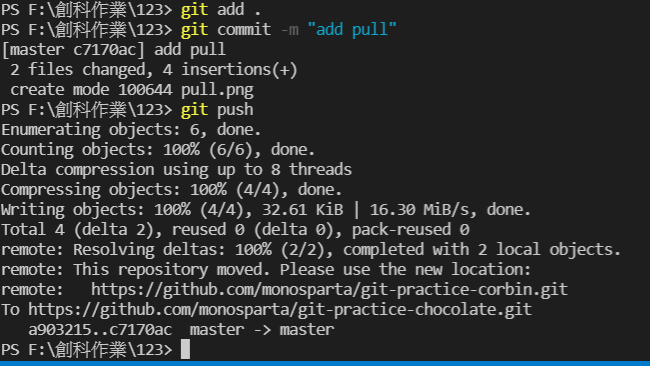 PS F:\創科作業\123> git add .
PS F:\創科作業\123> git commit -m "add pull"
[master c7170ac] add pull
 2 files changed, 4 insertions(+)
 create mode 100644 pull.png
PS F:\創科作業\123> git push
Enumerating objects: 6, done.
Counting objects: 100% (6/6), done.
Delta compression using up to 8 threads
Compressing objects: 100% (4/4), done.
Writing objects: 100% (4/4), 32.61 KiB | 16.30 MiB/s, done.
Total 4 (delta 2), reused 0 (delta 0), pack-reused 0
remote: Resolving deltas: 100% (2/2), completed with 2 local objects.
remote: This repository moved. Please use the new location:
remote:   https://github.com/monosparta/git-practice-corbin.git
To https://github.com/monosparta/git-practice-chocolate.git
   a903215..c7170ac  master -> master
PS F:\創科作業\123>